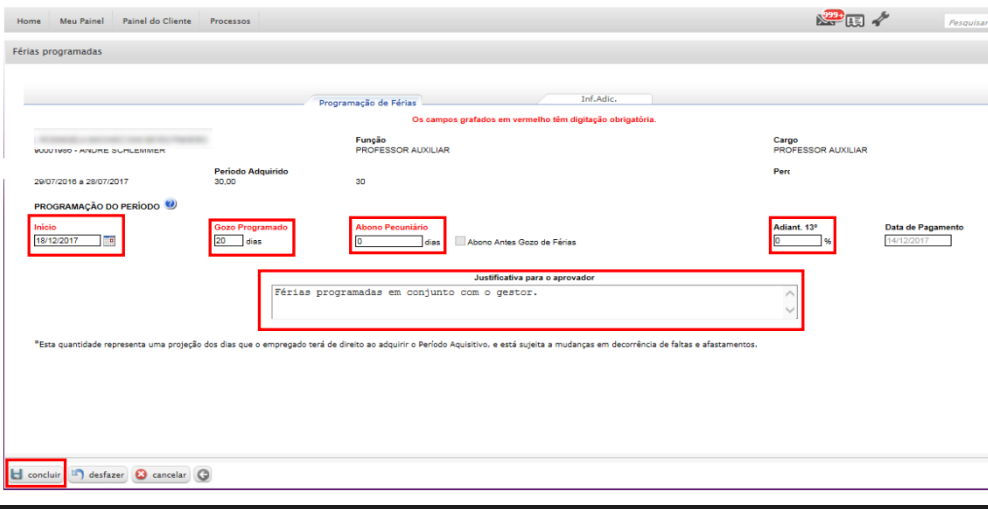 Home Meu Painel Painel do Cliente Processos 999+ Pesquisar
Férias programadas
Programação de Férias Inf.Adic.
Os campos grafados em vermelho têm digitação obrigatória.
Função Cargo
90001986 - ANDRE SCHLEMMER PROFESSOR AUXILIAR PROFESSOR AUXILIAR
Período Adquirido
29/07/2016 a 28/07/2017 30,00 30
PROGRAMAÇÃO DO PERÍODO
Início Gozo Programado Abono Pecuniário Adiant. 13º Data de Pagamento
18/12/2017 20 dias 0 dias Abono Antes Gozo de Férias 0 % 14/12/2017
Justificativa para o aprovador
Férias programadas em conjunto com o gestor.
*Esta quantidade representa uma projeção dos dias que o empregado terá de direito ao adquirir o Período Aquisitivo, e está sujeita a mudanças em decorrência de faltas e afastamentos.
concluir desfazer cancelar